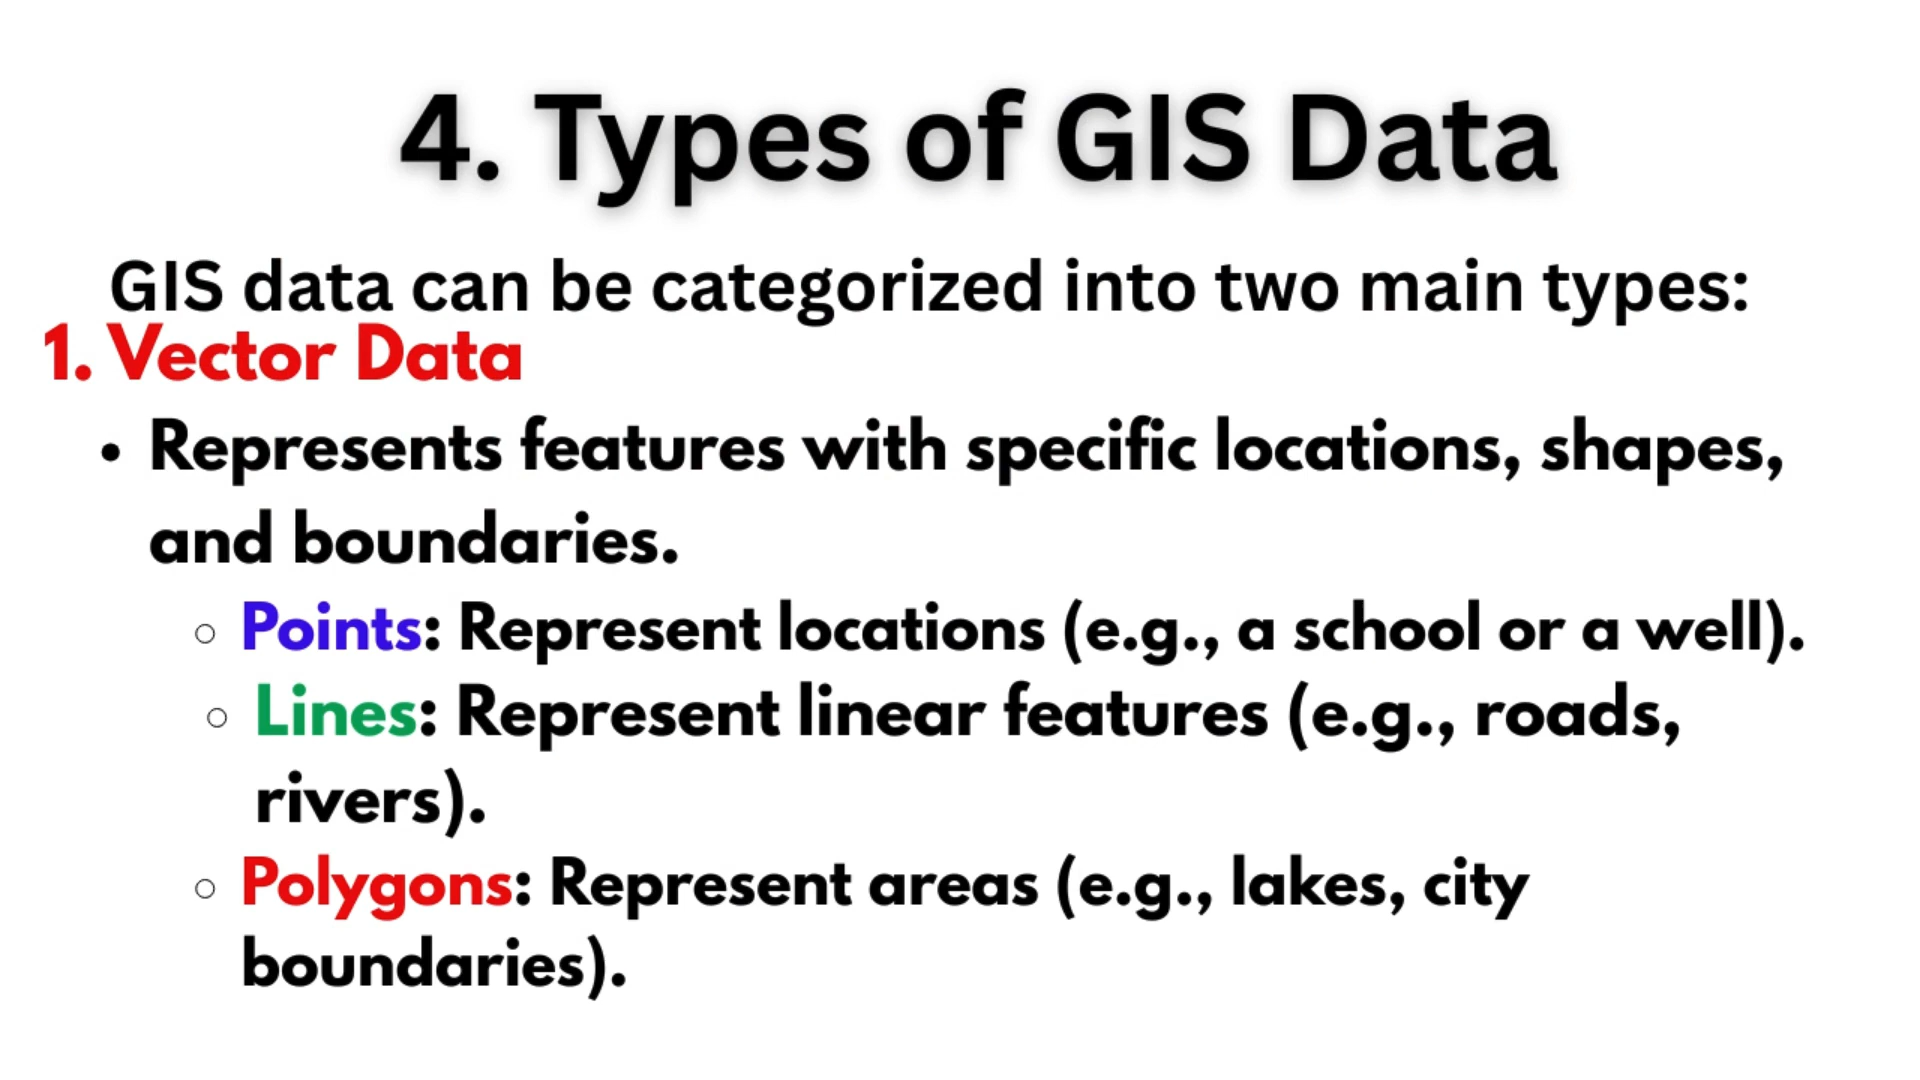 4. Types of GIS Data
GIS data can be categorized into two main types:
1. Vector Data
• Represents features with specific locations, shapes,
and boundaries.
○ Points: Represent locations (e.g., a school or a well).
○ Lines: Represent linear features (e.g., roads,
rivers).
○ Polygons: Represent areas (e.g., lakes, city
boundaries).